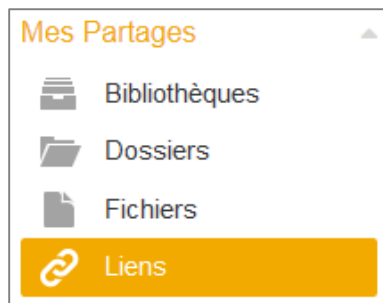 Mes Partages
Bibliothèques
Dossiers
Fichiers
Liens